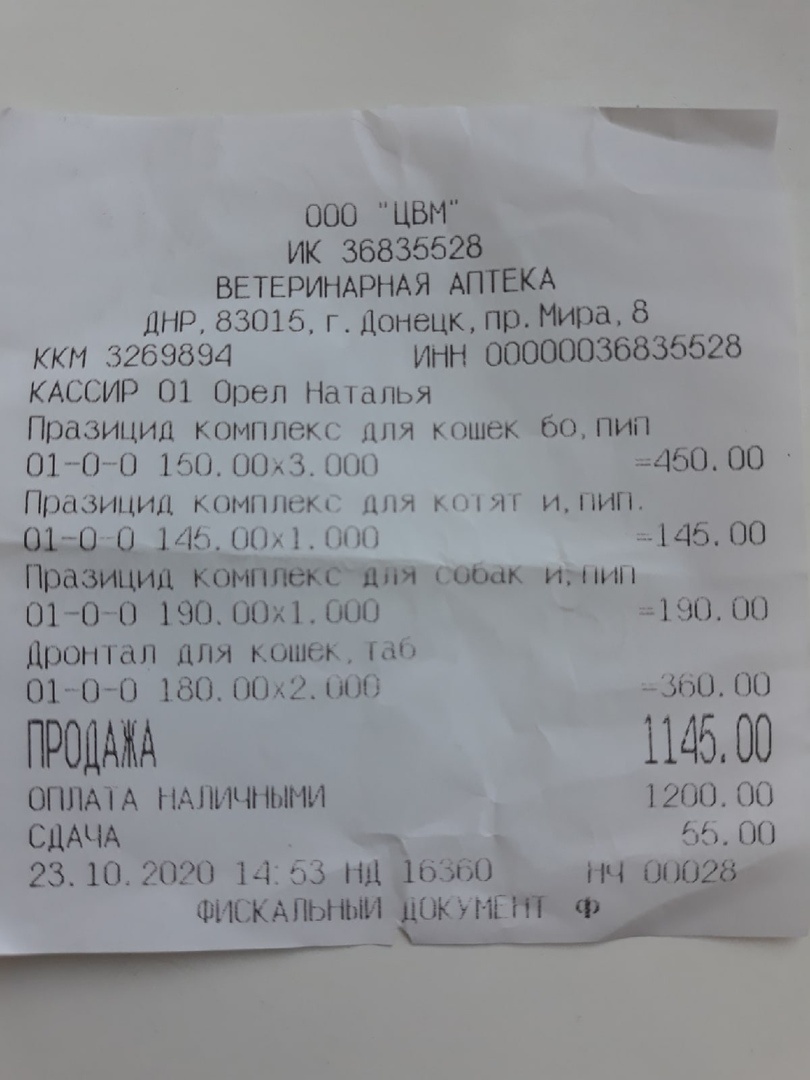 ООО "ЦВМ"
ИК 36835528
ВЕТЕРИНАРНАЯ АПТЕКА
ДНР, 83015, г. Донецк, пр. Мира, 8
ККМ 3269894 ИНН 00000036835528
КАССИР 01 Орел Наталья
Празицид комплекс для кошек бо,пип
01-0-0 150.00x3.000 =450.00
Празицид комплекс для котят и,пип.
01-0-0 145.00x1.000 =145.00
Празицид комплекс для собак и,пип
01-0-0 190.00x1.000 =190.00
Дронтал для кошек,таб
01-0-0 180.00x2.000 =360.00
ПРОДАЖА 1145.00
ОПЛАТА НАЛИЧНЫМИ 1200.00
СДАЧА 55.00
23.10.2020 14:53 НД 16360 НЧ 00028
ФИСКАЛЬНЫЙ ДОКУМЕНТ Ф